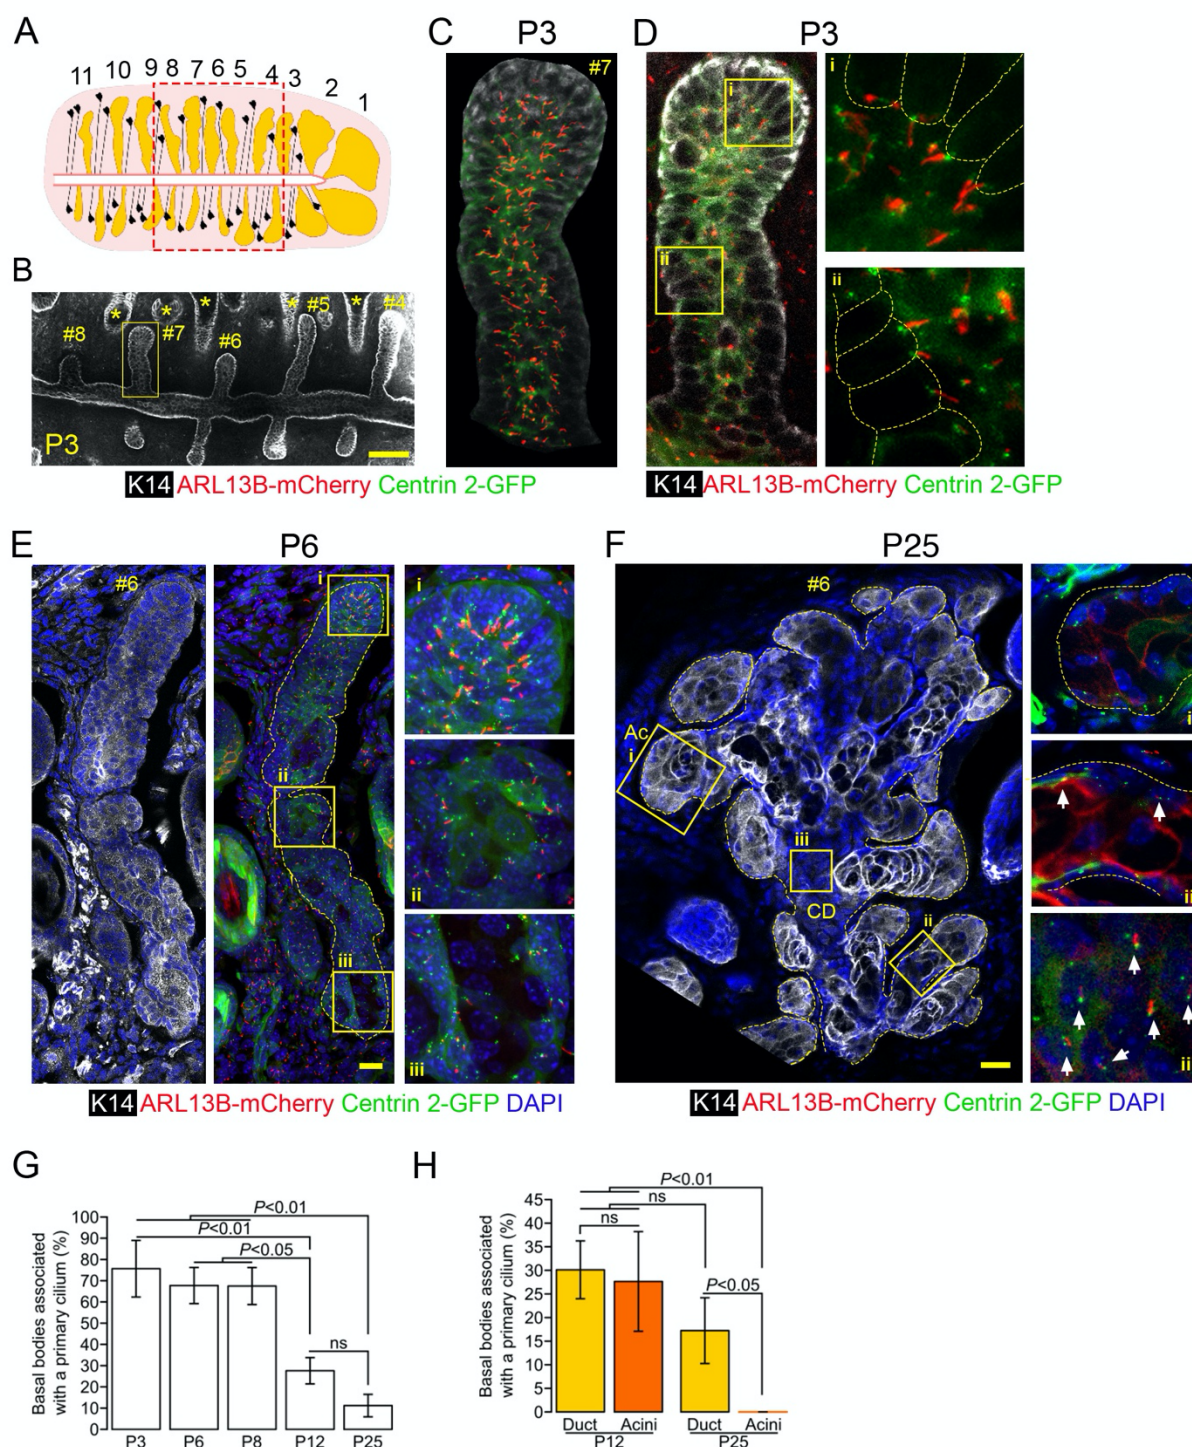 A
11 10 9 8 7 6 5 4 3 2 1
B
#8 * #7 * * #6 * #5 * #4
P3
C P3
#7
D P3
i
ii
i
ii
K14 ARL13B-mCherry Centrin 2-GFP
K14 ARL13B-mCherry Centrin 2-GFP
E P6
#6
i
ii
iii
i
ii
iii
F P25
#6
Ac
i
iii
CD
ii
i
ii
ii
K14 ARL13B-mCherry Centrin 2-GFP DAPI
K14 ARL13B-mCherry Centrin 2-GFP DAPI
G
Basal bodies associated
with a primary cilium (%)
100
90
80
70
60
50
40
30
20
10
0
P<0.01
P<0.01
P<0.05
ns
P3 P6 P8 P12 P25
H
Basal bodies associated
with a primary cilium (%)
45
40
35
30
25
20
15
10
5
0
P<0.01
ns
ns
P<0.05
Duct Acini Duct Acini
P12 P25